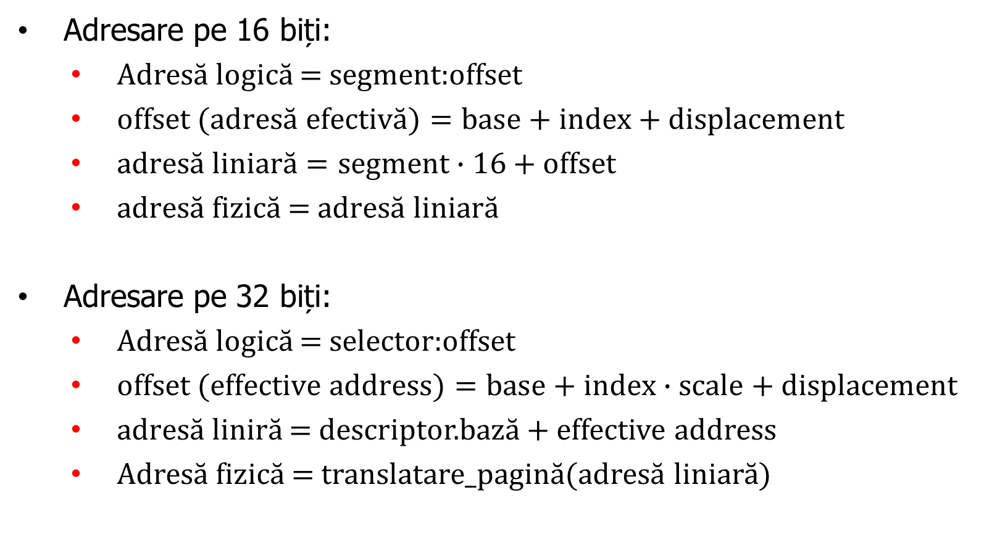 • Adresare pe 16 biți:
• Adresă logică = segment:offset
• offset (adresă efectivă) = base + index + displacement
• adresă liniară = segment · 16 + offset
• adresă fizică = adresă liniară
• Adresare pe 32 biți:
• Adresă logică = selector:offset
• offset (effective address) = base + index · scale + displacement
• adresă liniră = descriptor.bază + effective address
• Adresă fizică = translatare_pagină(adresă liniară)